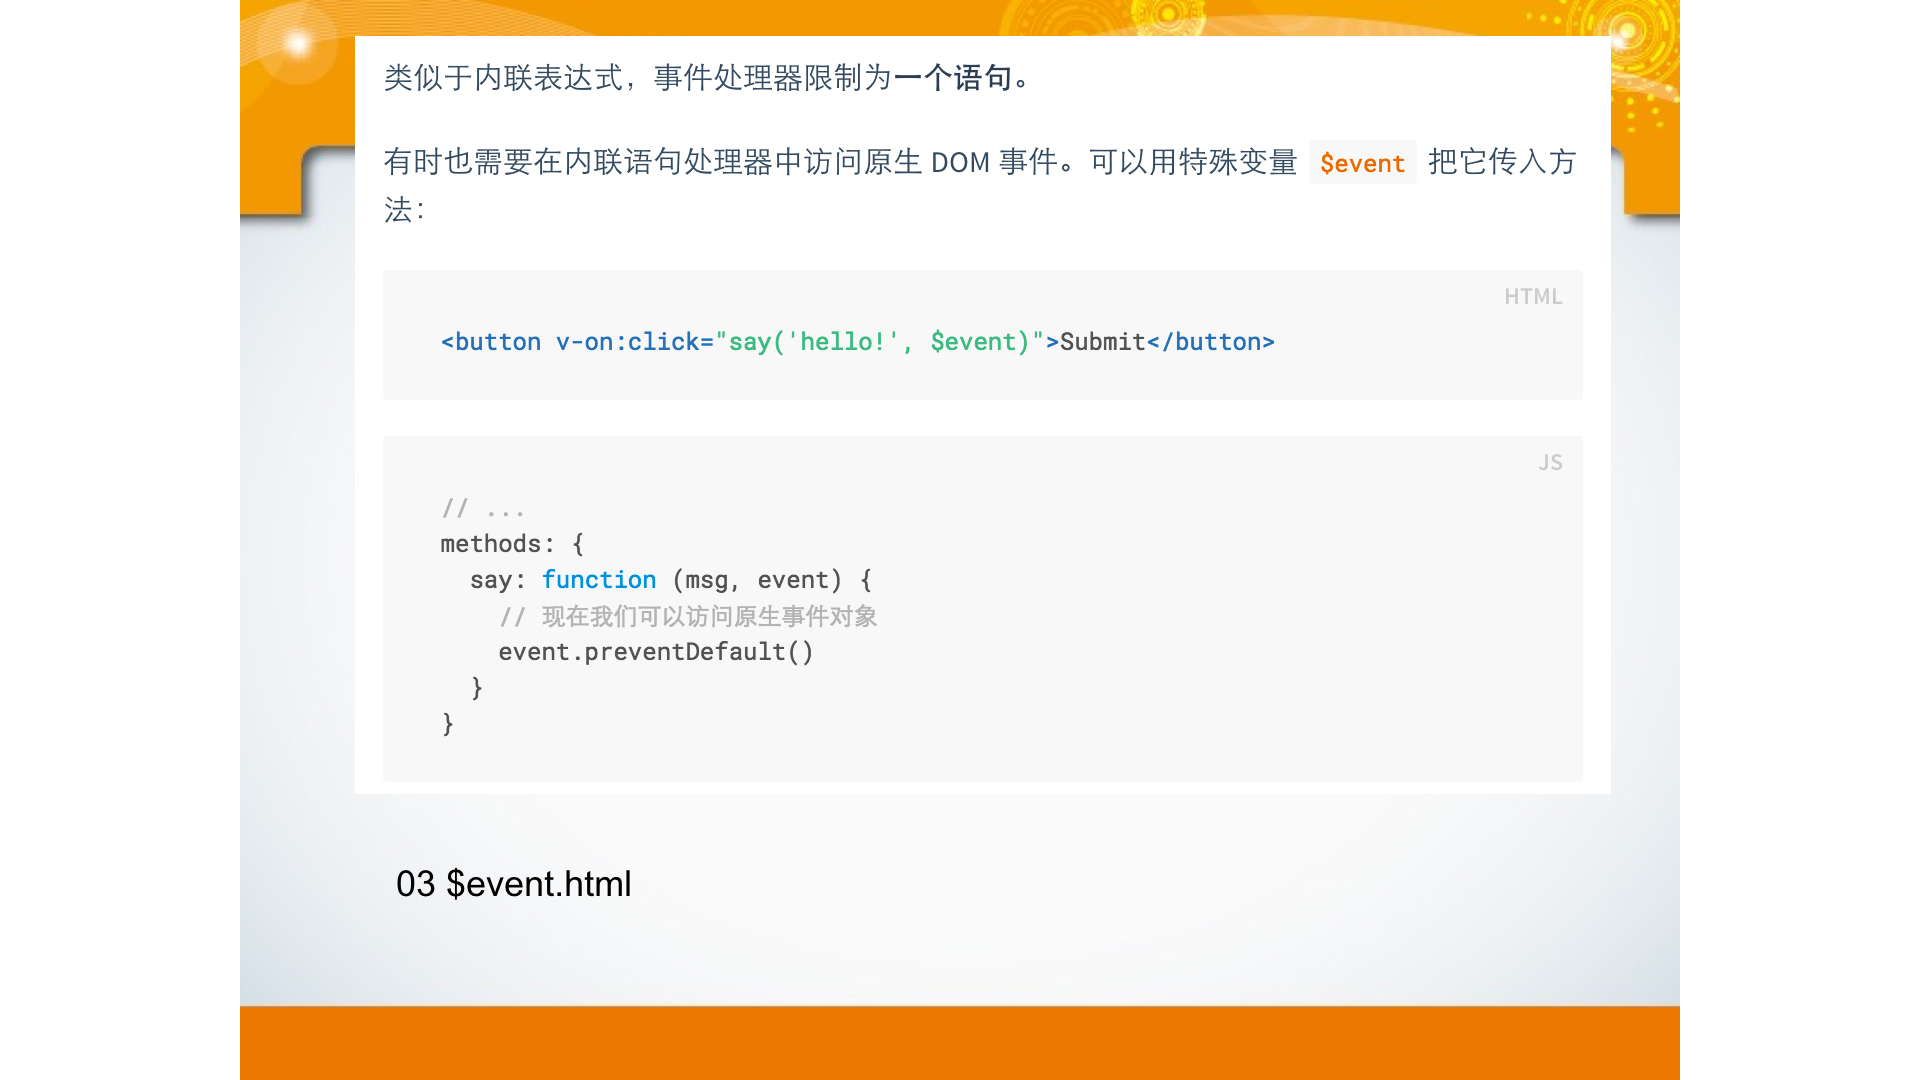 类似于内联表达式，事件处理器限制为一个语句。
有时也需要在内联语句处理器中访问原生 DOM 事件。可以用特殊变量 $event 把它传入方
法：
HTML
<button v-on:click="say('hello!', $event)">Submit</button>
JS
// ...
methods: {
  say: function (msg, event) {
    // 现在我们可以访问原生事件对象
    event.preventDefault()
  }
}
03 $event.html